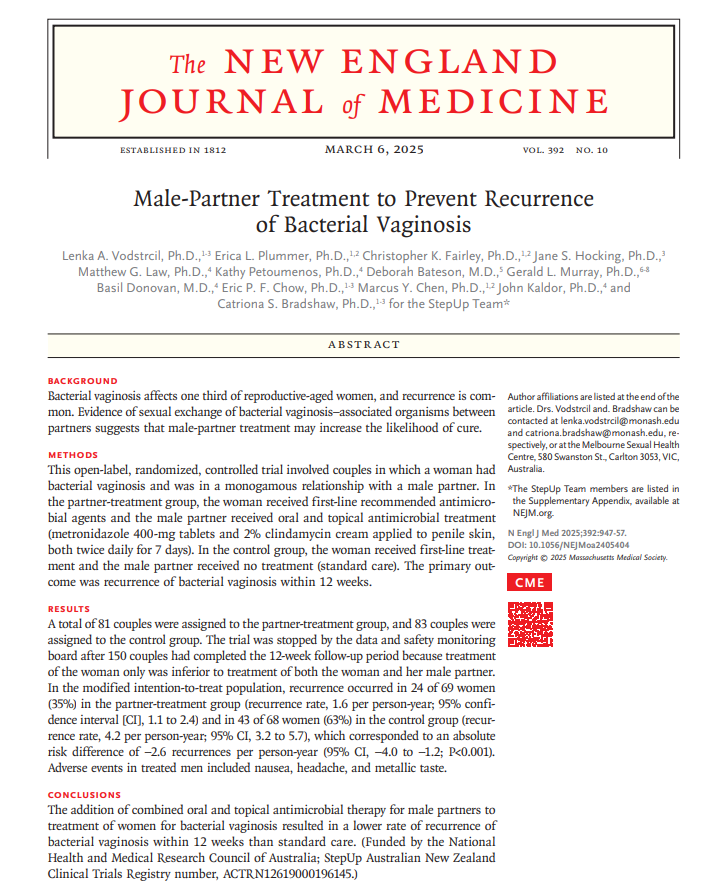 The NEW ENGLAND
JOURNAL of MEDICINE
ESTABLISHED IN 1812
MARCH 6, 2025
VOL. 392 NO. 10
Male-Partner Treatment to Prevent Recurrence
of Bacterial Vaginosis
Lenka A. Vodstrcil, Ph.D.,1-3 Erica L. Plummer, Ph.D.,1,2 Christopher K. Fairley, Ph.D.,1,2 Jane S. Hocking, Ph.D.,3
Matthew G. Law, Ph.D.,4 Kathy Petoumenos, Ph.D.,4 Deborah Bateson, M.D.,5 Gerald L. Murray, Ph.D.,6-8
Basil Donovan, M.D.,4 Eric P. F. Chow, Ph.D.,1-3 Marcus Y. Chen, Ph.D.,1,2 John Kaldor, Ph.D.,4 and
Catriona S. Bradshaw, Ph.D.,1-3 for the StepUp Team*
ABSTRACT
BACKGROUND
Bacterial vaginosis affects one third of reproductive-aged women, and recurrence is com-
mon. Evidence of sexual exchange of bacterial vaginosis–associated organisms between
partners suggests that male-partner treatment may increase the likelihood of cure.
METHODS
This open-label, randomized, controlled trial involved couples in which a woman had
bacterial vaginosis and was in a monogamous relationship with a male partner. In
the partner-treatment group, the woman received first-line recommended antimicro-
bial agents and the male partner received oral and topical antimicrobial treatment
(metronidazole 400-mg tablets and 2% clindamycin cream applied to penile skin,
both twice daily for 7 days). In the control group, the woman received first-line treat-
ment and the male partner received no treatment (standard care). The primary out-
come was recurrence of bacterial vaginosis within 12 weeks.
RESULTS
A total of 81 couples were assigned to the partner-treatment group, and 83 couples were
assigned to the control group. The trial was stopped by the data and safety monitoring
board after 150 couples had completed the 12-week follow-up period because treatment
of the woman only was inferior to treatment of both the woman and her male partner.
In the modified intention-to-treat population, recurrence occurred in 24 of 69 women
(35%) in the partner-treatment group (recurrence rate, 1.6 per person-year; 95% confi-
dence interval [CI], 1.1 to 2.4) and in 43 of 68 women (63%) in the control group (recur-
rence rate, 4.2 per person-year; 95% CI, 3.2 to 5.7), which corresponded to an absolute
risk difference of −2.6 recurrences per person-year (95% CI, −4.0 to −1.2; P<0.001).
Adverse events in treated men included nausea, headache, and metallic taste.
CONCLUSIONS
The addition of combined oral and topical antimicrobial therapy for male partners to
treatment of women for bacterial vaginosis resulted in a lower rate of recurrence of
bacterial vaginosis within 12 weeks than standard care. (Funded by the National
Health and Medical Research Council of Australia; StepUp Australian New Zealand
Clinical Trials Registry number, ACTRN12619000196145.)
Author affiliations are listed at the end of the
article. Drs. Vodstrcil and. Bradshaw can be
contacted at lenka.vodstrcil@monash.edu
and catriona.bradshaw@monash.edu, re-
spectively, or at the Melbourne Sexual Health
Centre, 580 Swanston St., Carlton 3053, VIC,
Australia.
*The StepUp Team members are listed in
the Supplementary Appendix, available at
NEJM.org.
N Engl J Med 2025;392:947-57.
DOI: 10.1056/NEJMoa2405404
Copyright © 2025 Massachusetts Medical Society.
CME